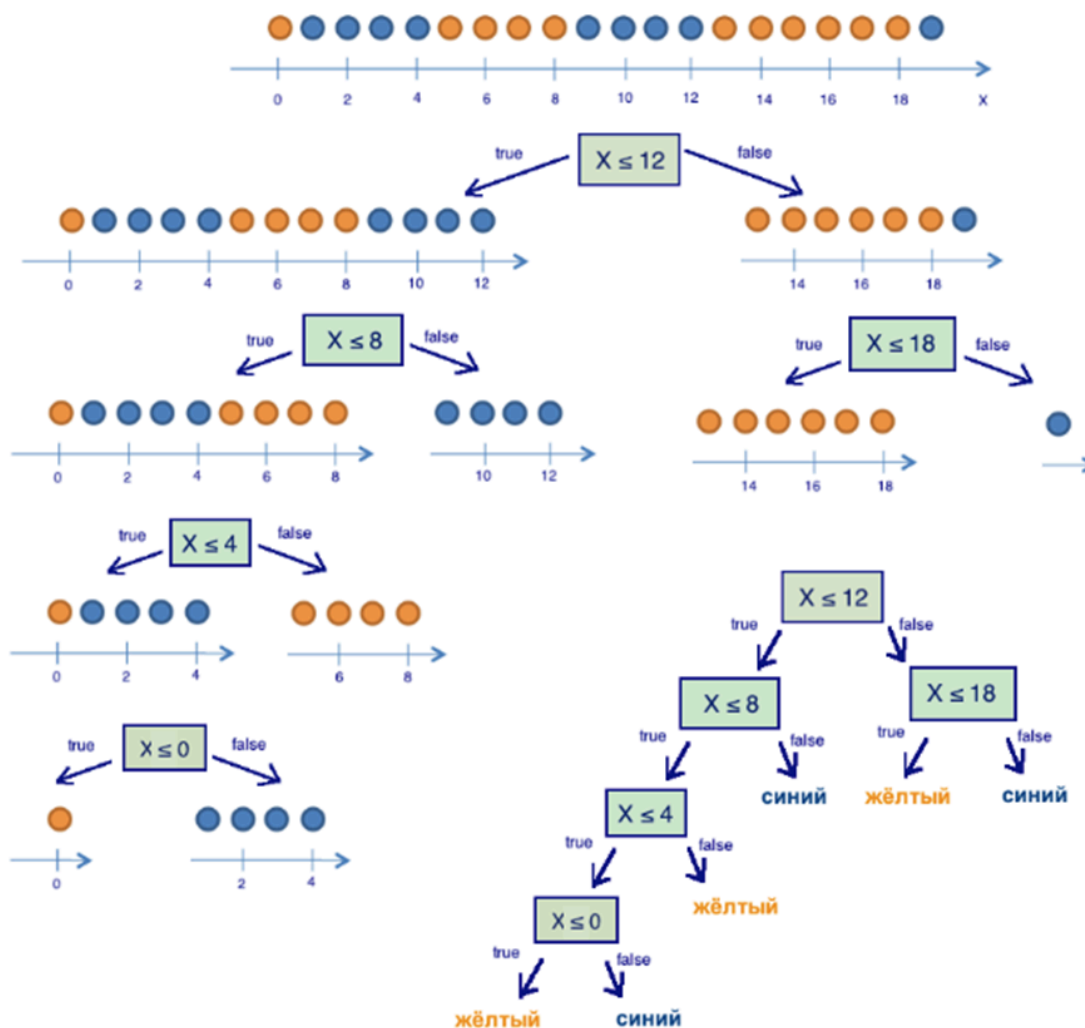 0 2 4 6 8 10 12 14 16 18 X
X ≤ 12
true false
0 2 4 6 8 10 12
14 16 18
X ≤ 8
true false
X ≤ 18
true false
0 2 4 6 8
10 12
14 16 18
X ≤ 4
true false
0 2 4
6 8
X ≤ 0
true false
0
2 4
X ≤ 12
true false
X ≤ 8
X ≤ 18
true false
true false
X ≤ 4
синий
жёлтый
синий
true false
X ≤ 0
жёлтый
true false
жёлтый
синий